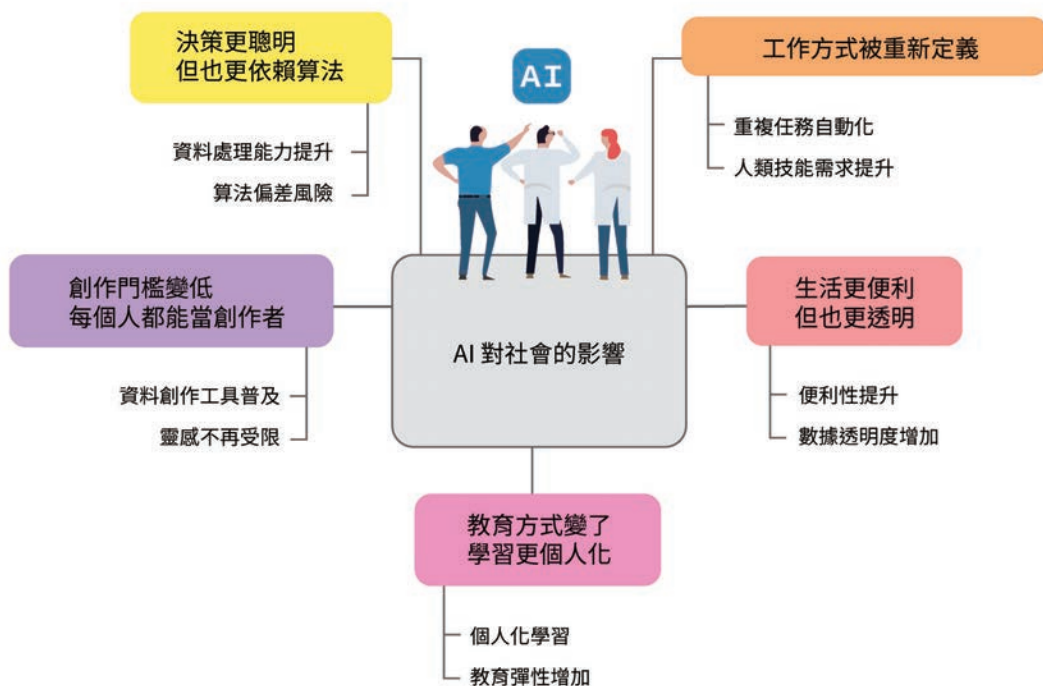 決策更聰明
但也更依賴算法
資料處理能力提升
算法偏差風險
AI
工作方式被重新定義
重複任務自動化
人類技能需求提升
創作門檻變低
每個人都能當創作者
資料創作工具普及
靈感不再受限
AI 對社會的影響
生活更便利
但也更透明
便利性提升
數據透明度增加
教育方式變了
學習更個人化
個人化學習
教育彈性增加